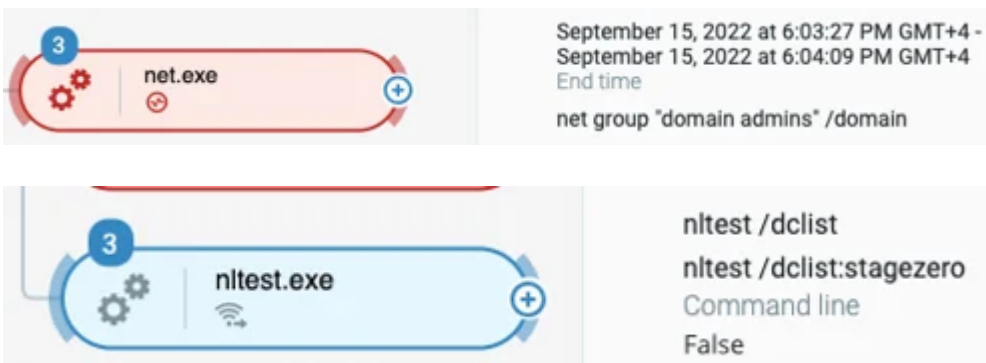 3
net.exe
September 15, 2022 at 6:03:27 PM GMT+4 -
September 15, 2022 at 6:04:09 PM GMT+4
End time
net group "domain admins" /domain
3
nltest.exe
nltest /dclist
nltest /dclist:stagezero
Command line
False